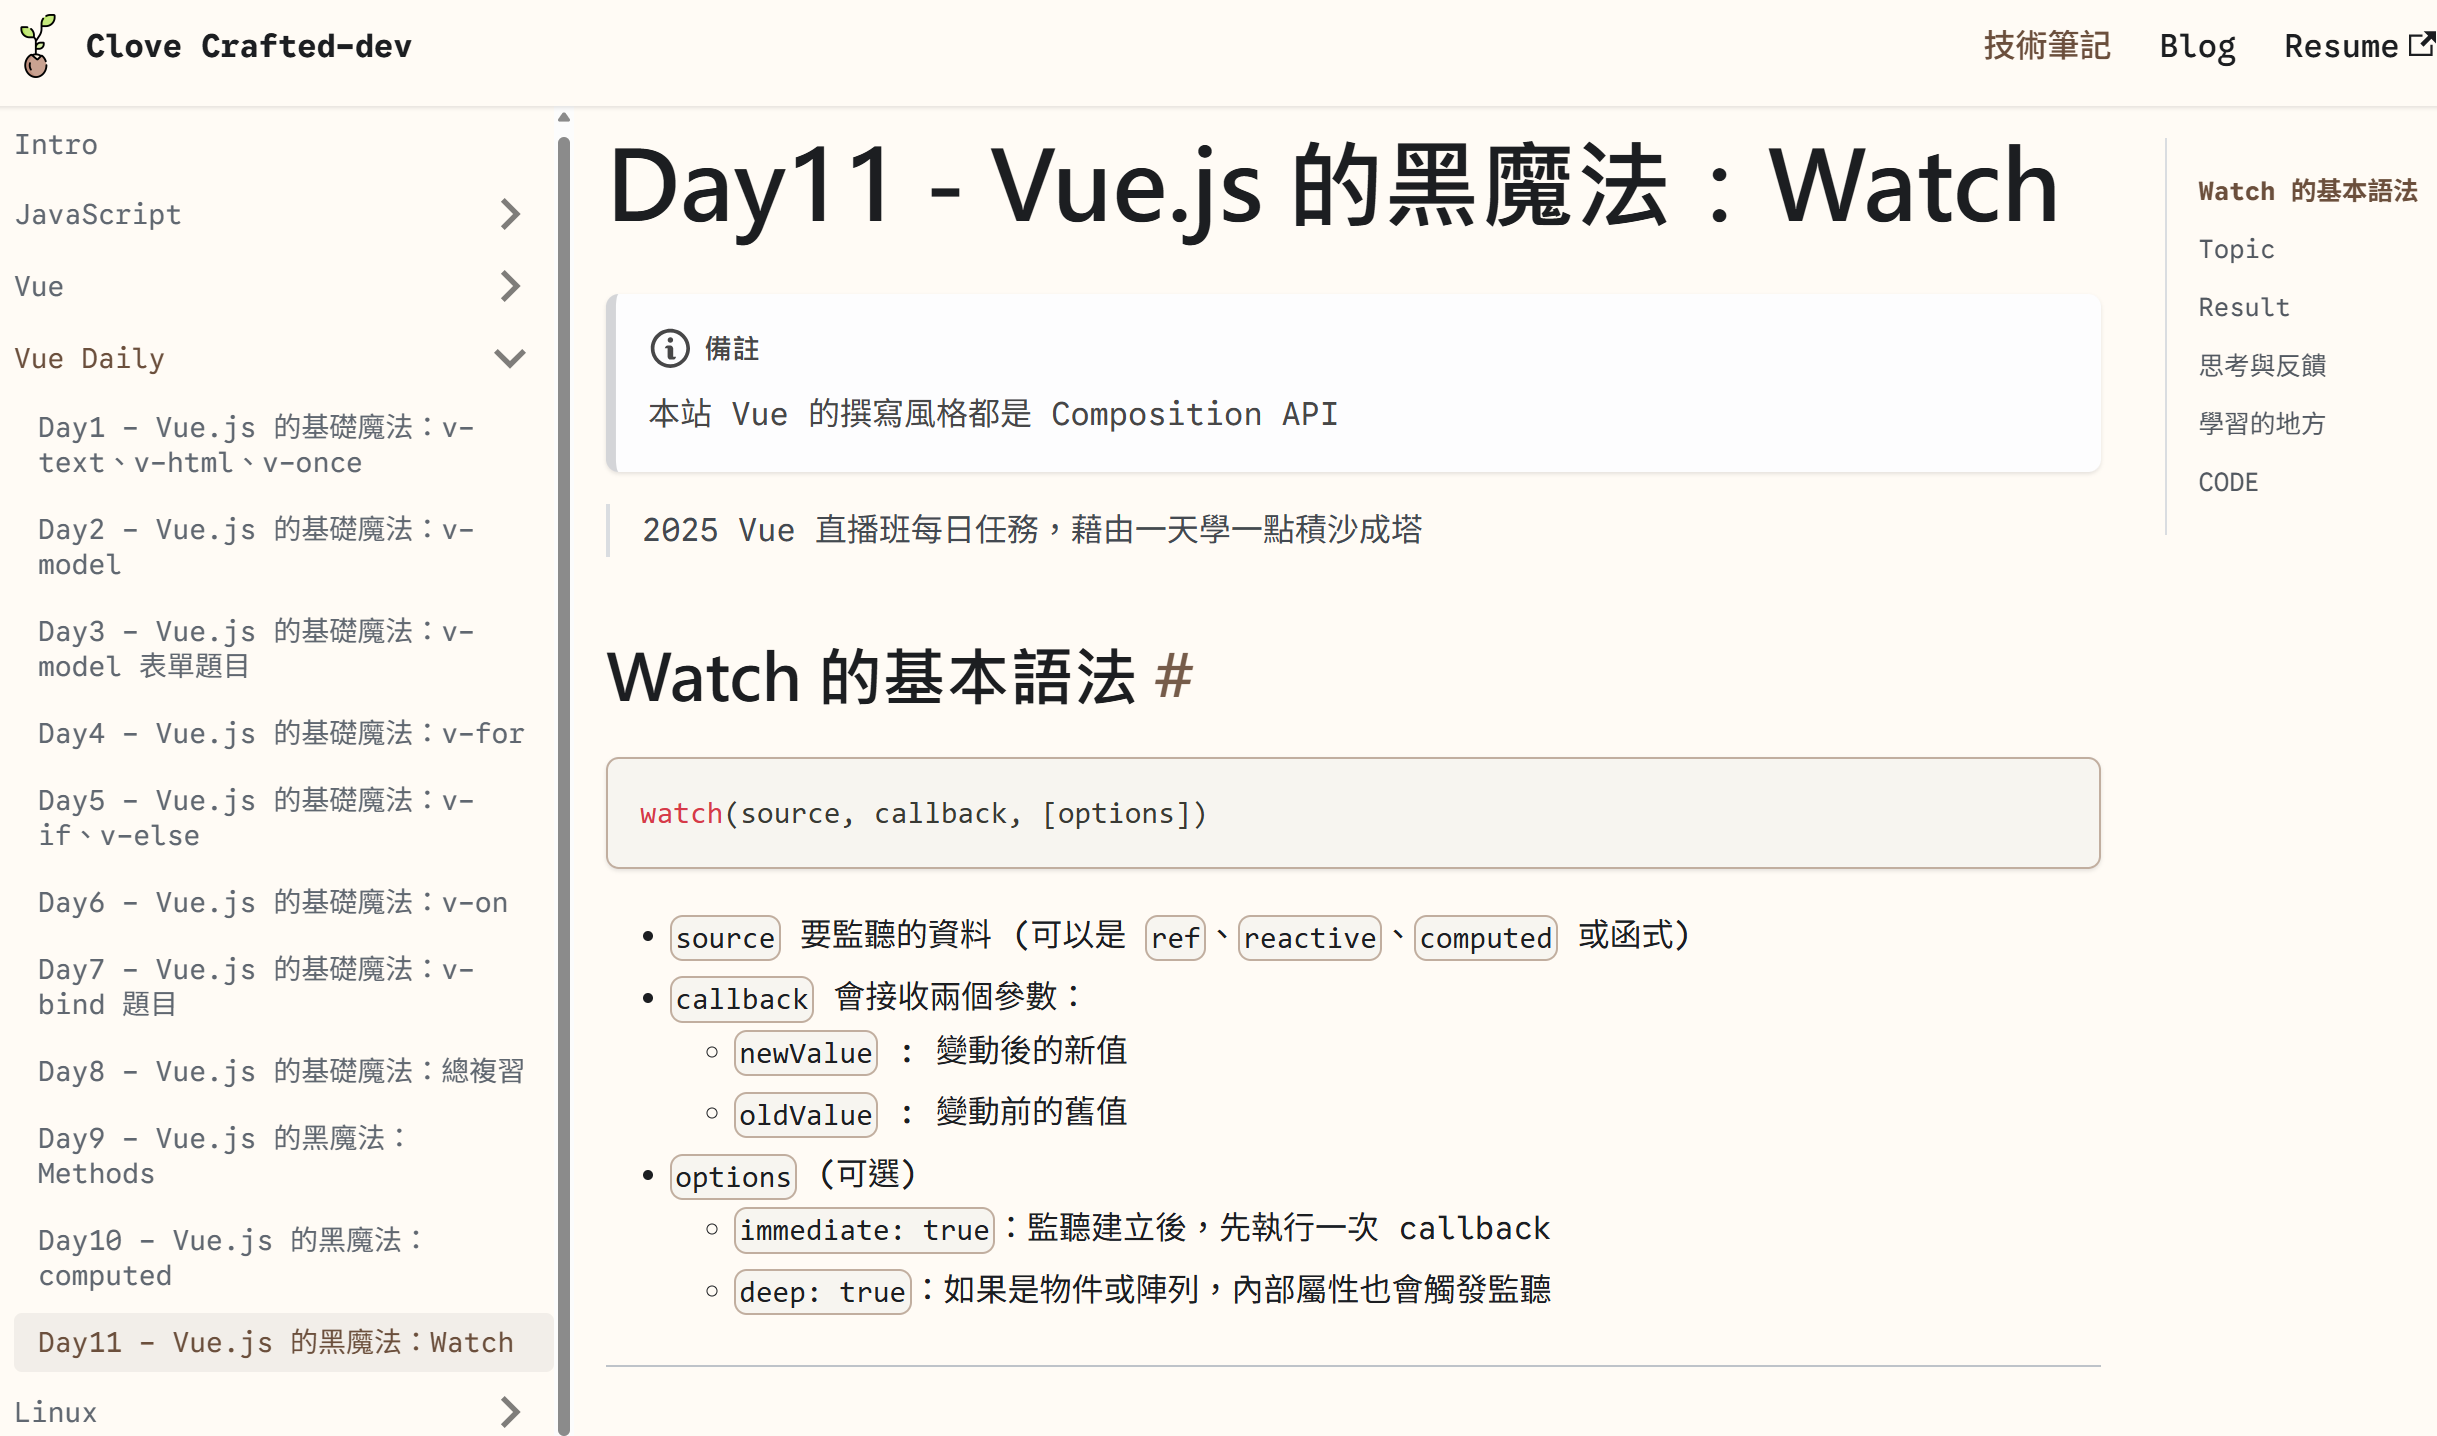 Clove Crafted-dev
技術筆記
Blog
Resume
Intro
JavaScript
Vue
Vue Daily
Day1 - Vue.js 的基礎魔法：v-
text、v-html、v-once
Day2 - Vue.js 的基礎魔法：v-
model
Day3 - Vue.js 的基礎魔法：v-
model 表單題目
Day4 - Vue.js 的基礎魔法：v-for
Day5 - Vue.js 的基礎魔法：v-
if、v-else
Day6 - Vue.js 的基礎魔法：v-on
Day7 - Vue.js 的基礎魔法：v-
bind 題目
Day8 - Vue.js 的基礎魔法：總複習
Day9 - Vue.js 的黑魔法：
Methods
Day10 - Vue.js 的黑魔法：
computed
Day11 - Vue.js 的黑魔法：Watch
Linux
Day11 - Vue.js 的黑魔法：Watch
備註
本站 Vue 的撰寫風格都是 Composition API
2025 Vue 直播班每日任務，藉由一天學一點積沙成塔
Watch 的基本語法 #
watch(source, callback, [options])
source 要監聽的資料（可以是 ref、reactive、computed 或函式）
callback 會接收兩個參數：
newValue : 變動後的新值
oldValue : 變動前的舊值
options （可選）
immediate: true：監聽建立後，先執行一次 callback
deep: true：如果是物件或陣列，內部屬性也會觸發監聽
Watch 的基本語法
Topic
Result
思考與反饋
學習的地方
CODE